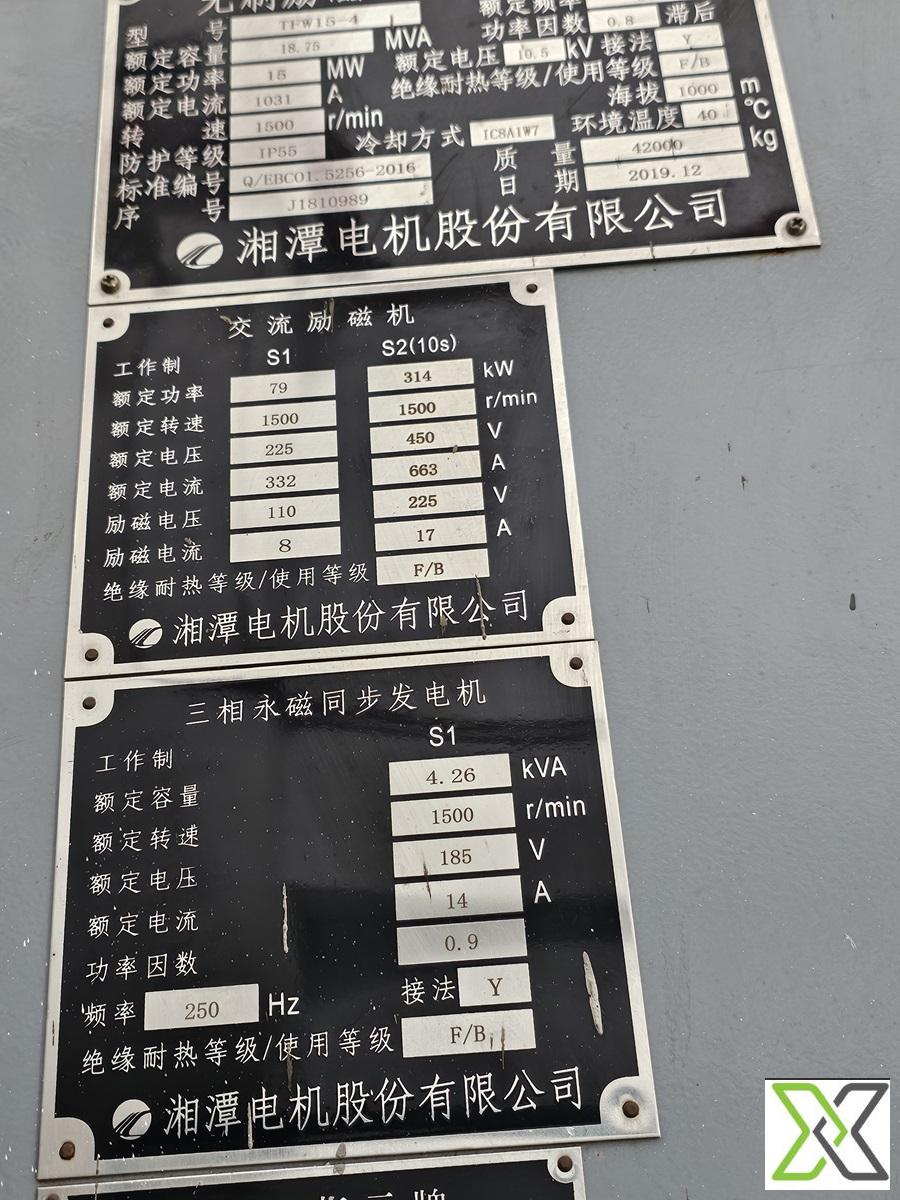 无刷励磁
型号 TFW15-4 额定频率
额定容量 18.75 MVA 功率因数 0.8 滞后
额定功率 15 MW 额定电压 10.5 kV 接法 Y
额定电流 1031 A 绝缘耐热等级/使用等级 F/B
转速 1500 r/min 海拔 1000 m
防护等级 IP55 冷却方式 IC8A1W7 环境温度 40 ℃
标准编号 Q/EBCO1.5256-2016 质量 42000 kg
序号 J1810989 日期 2019.12
湘潭电机股份有限公司
交流励磁机
工作制 S1 S2(10s)
额定功率 79 314 kW
额定转速 1500 1500 r/min
额定电压 225 450 V
额定电流 332 663 A
励磁电压 110 225 V
励磁电流 8 17 A
绝缘耐热等级/使用等级 F/B
湘潭电机股份有限公司
三相永磁同步发电机
工作制 S1
额定容量 4.26 kVA
额定转速 1500 r/min
额定电压 185 V
额定电流 14 A
功率因数 0.9
频率 250 Hz 接法 Y
绝缘耐热等级/使用等级 F/B
湘潭电机股份有限公司